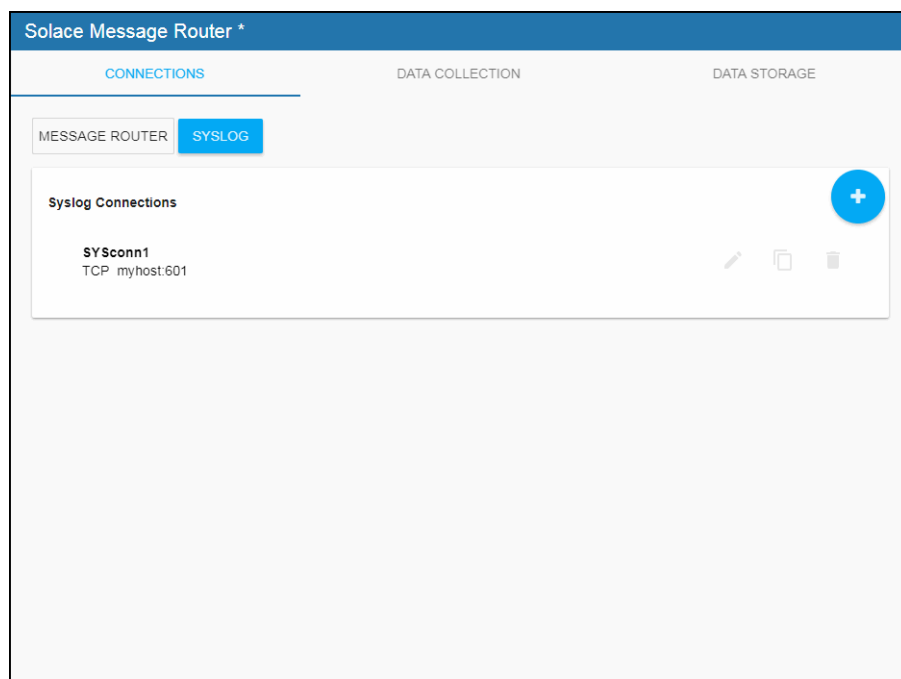 Solace Message Router *
CONNECTIONS DATA COLLECTION DATA STORAGE
MESSAGE ROUTER SYSLOG
Syslog Connections
SYSconn1
TCP myhost:601